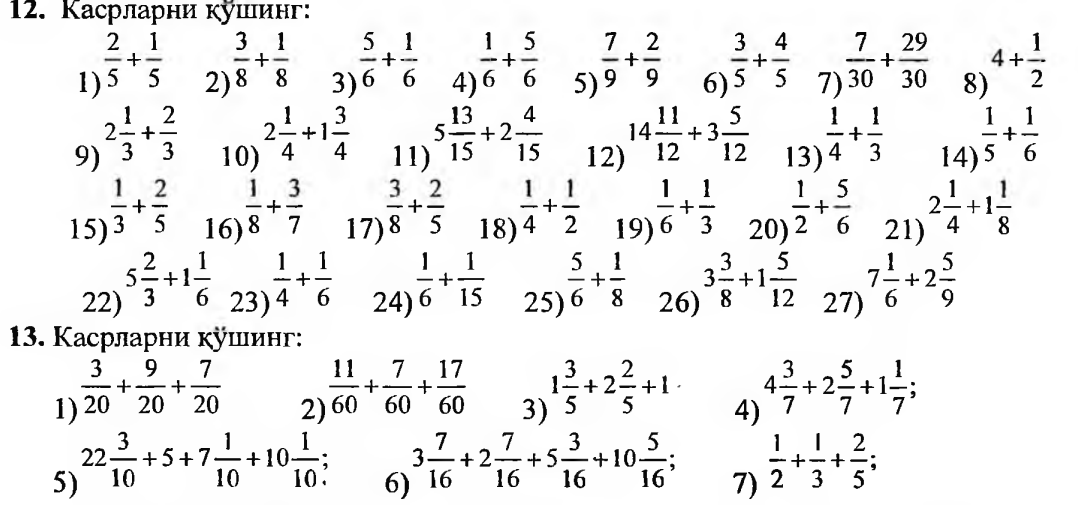 12. Касрларни қўшинг:
1) 2/5 + 1/5 2) 3/8 + 1/8 3) 5/6 + 1/6 4) 1/6 + 5/6 5) 7/9 + 2/9 6) 3/5 + 4/5 7) 7/30 + 29/30 8) 4 + 1/2
9) 2 1/3 + 2/3 10) 2 1/4 + 1 3/4 11) 5 13/15 + 2 4/15 12) 14 11/12 + 3 5/12 13) 1/4 + 1/3 14) 1/5 + 1/6
15) 1/3 + 2/5 16) 1/8 + 3/7 17) 3/8 + 2/5 18) 1/4 + 1/2 19) 1/6 + 1/3 20) 1/2 + 5/6 21) 2 1/4 + 1 1/8
22) 5 2/3 + 1 1/6 23) 1/4 + 1/6 24) 1/6 + 1/15 25) 5/6 + 1/8 26) 3 3/8 + 1 5/12 27) 7 1/6 + 2 5/9
13. Касрларни қўшинг:
1) 3/20 + 9/20 + 7/20 2) 11/60 + 7/60 + 17/60 3) 1 3/5 + 2 2/5 + 1 4) 4 3/7 + 2 5/7 + 1 1/7;
5) 22 3/10 + 5 + 7 1/10 + 10 1/10; 6) 3 7/16 + 2 7/16 + 5 3/16 + 10 5/16; 7) 1/2 + 1/3 + 2/5;